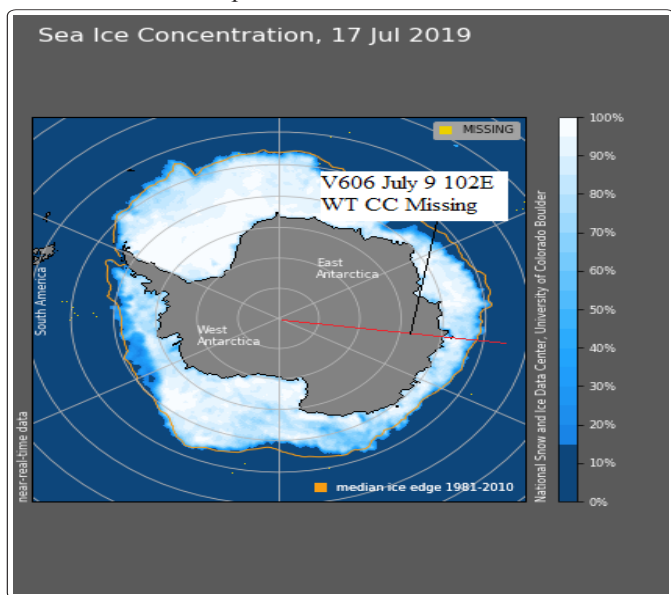 Sea Ice Concentration, 17 Jul 2019
MISSING
V606 July 9 102E
WT CC Missing
East
Antarctica
West
Antarctica
South America
near-real-time data
median ice edge 1981-2010
100%
90%
80%
70%
60%
50%
40%
30%
20%
10%
0%
National Snow and Ice Data Center, University of Colorado Boulder